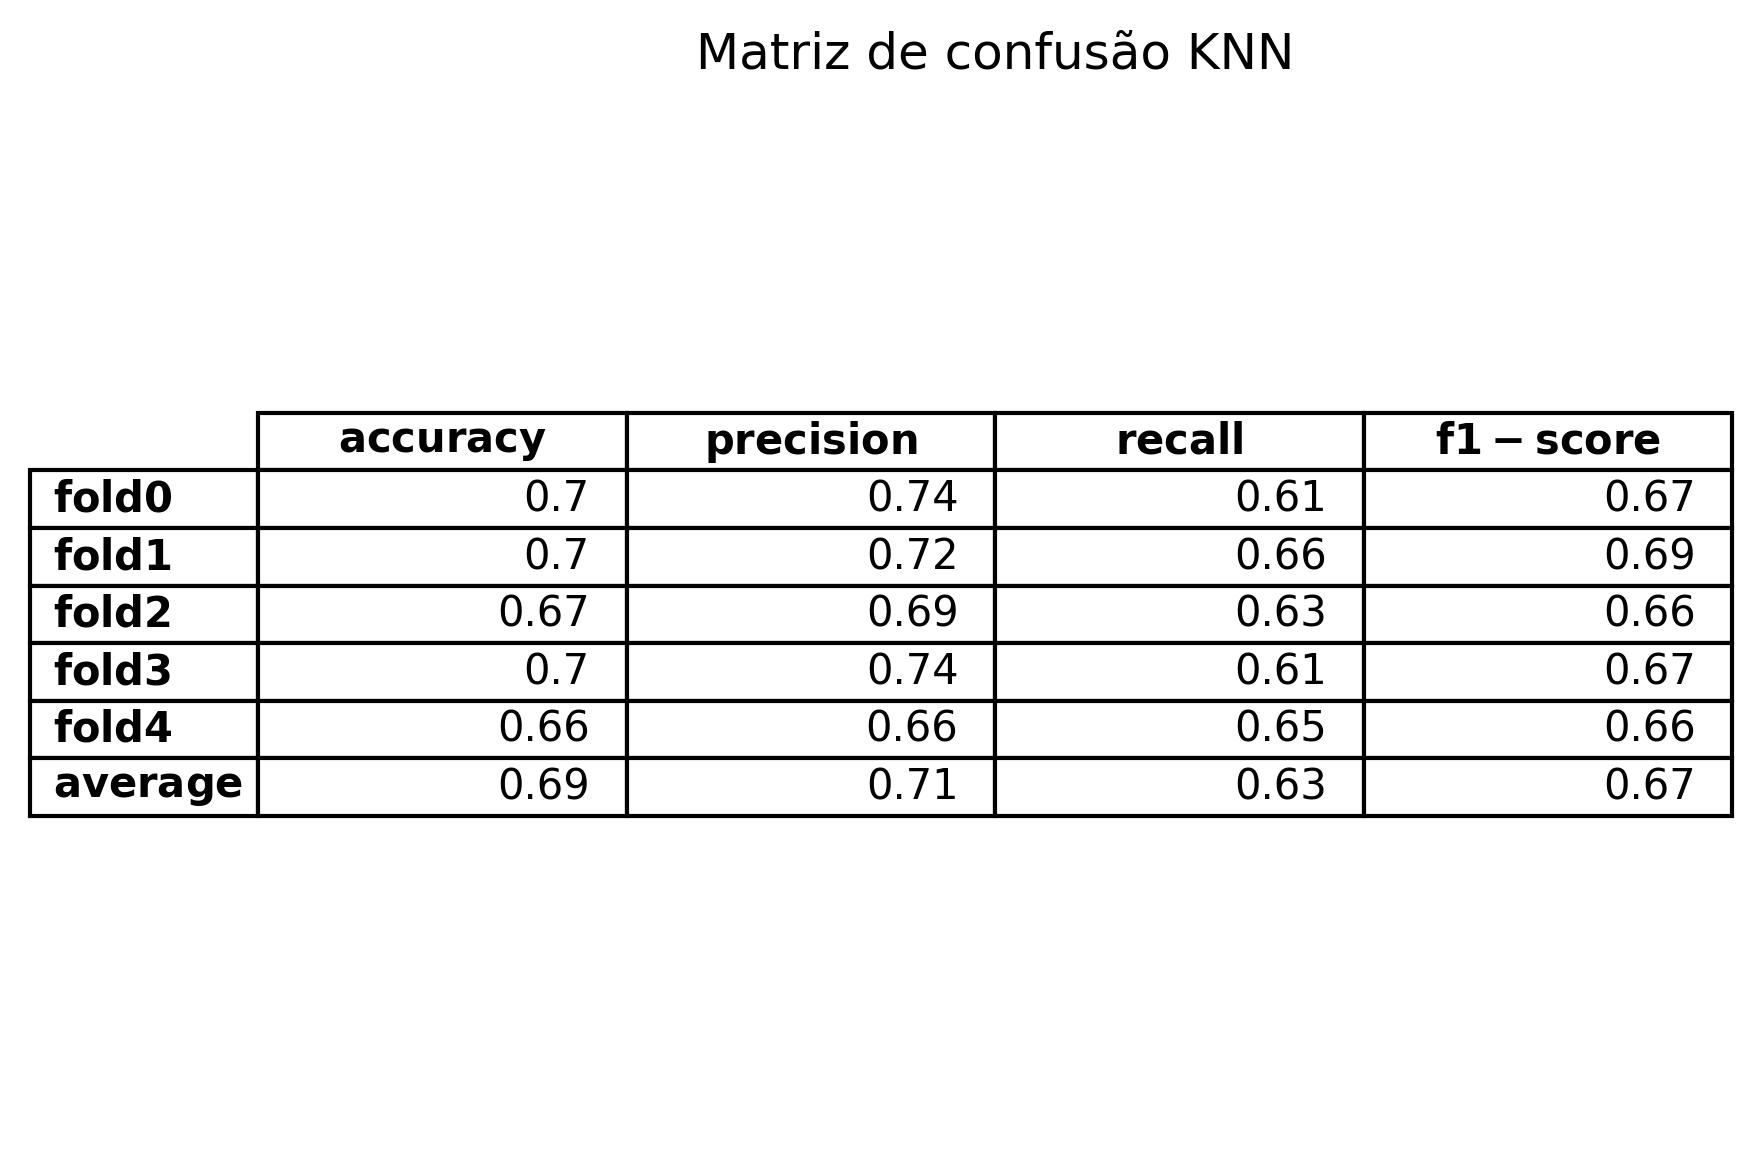 Matriz de confusão KNN
accuracy precision recall f1 − score
fold0 0.7 0.74 0.61 0.67
fold1 0.7 0.72 0.66 0.69
fold2 0.67 0.69 0.63 0.66
fold3 0.7 0.74 0.61 0.67
fold4 0.66 0.66 0.65 0.66
average 0.69 0.71 0.63 0.67